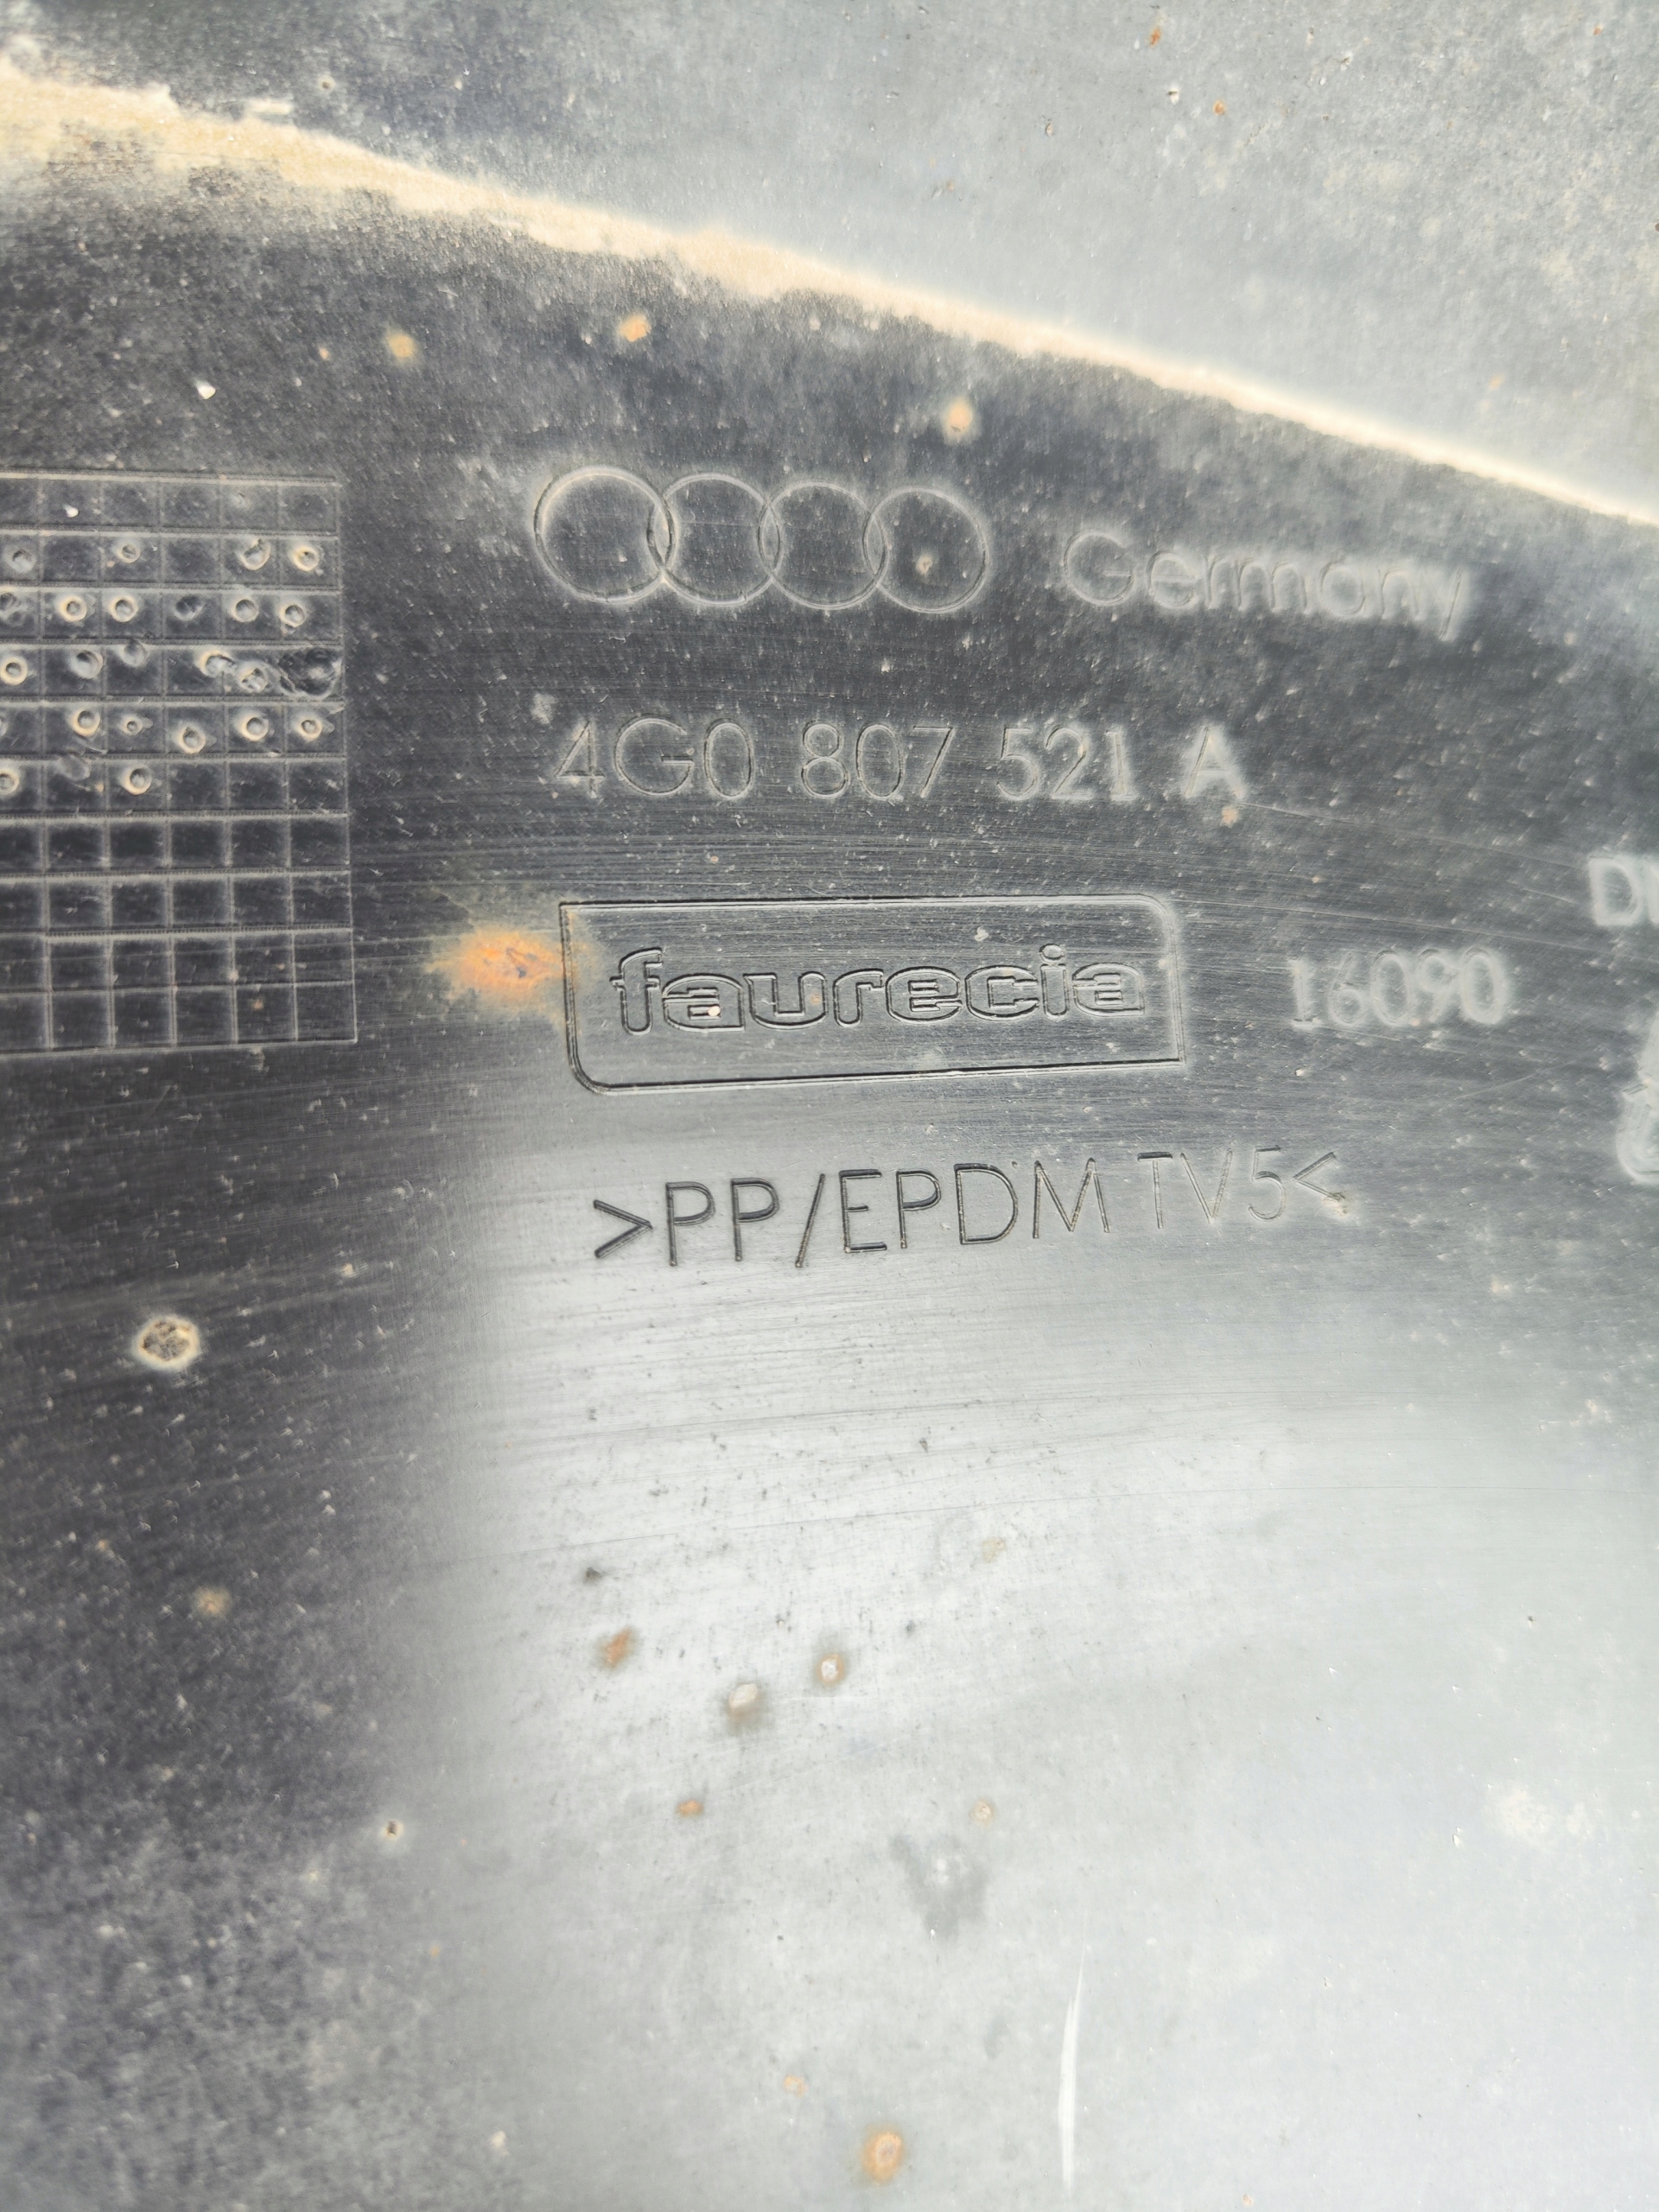 Germany
4G0 807 521 A
faurecia
16090
>PP/EPDM TV5<